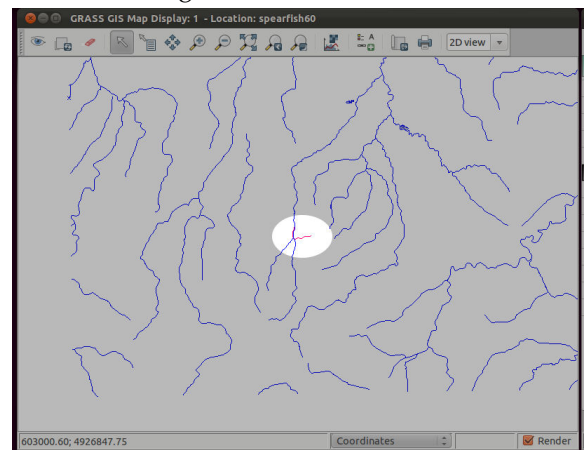 GRASS GIS Map Display: 1 - Location: spearfish60
2D view
603000.60; 4926847.75
Coordinates
Render